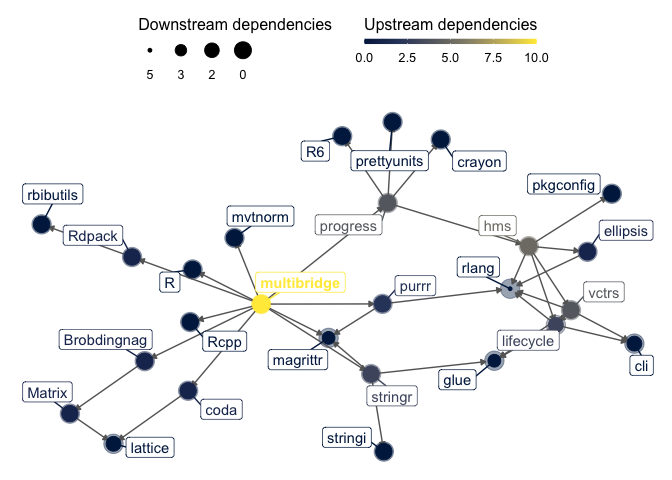 Downstream dependencies
5 3 2 0
Upstream dependencies
0.0 2.5 5.0 7.5 10.0
R6
prettyunits
crayon
pkgconfig
rbibutils
mvtnorm
progress
hms
ellipsis
Rdpack
rlang
R
multibridge
purrr
vctrs
Brobdingnag
Rcpp
lifecycle
magrittr
cli
glue
Matrix
coda
stringr
lattice
stringi